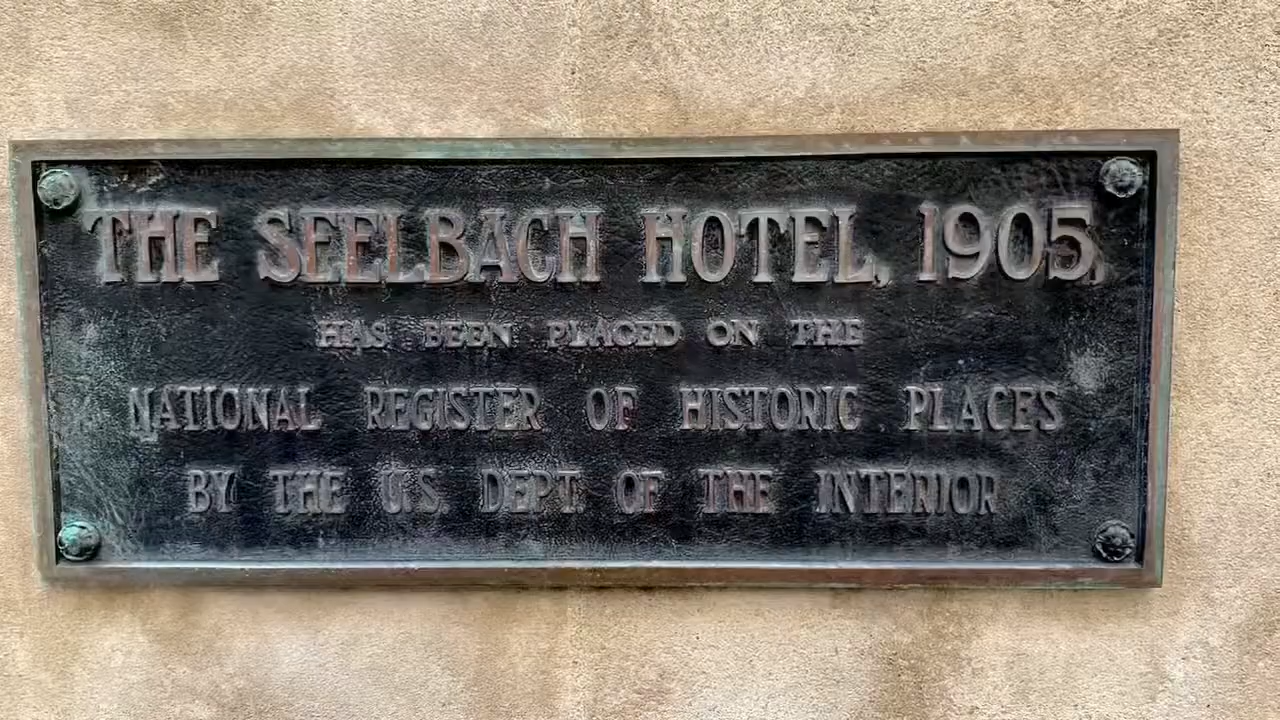 THE SEELBACH HOTEL, 1905,
HAS BEEN PLACED ON THE
NATIONAL REGISTER OF HISTORIC PLACES
BY THE U.S. DEPT. OF THE INTERIOR